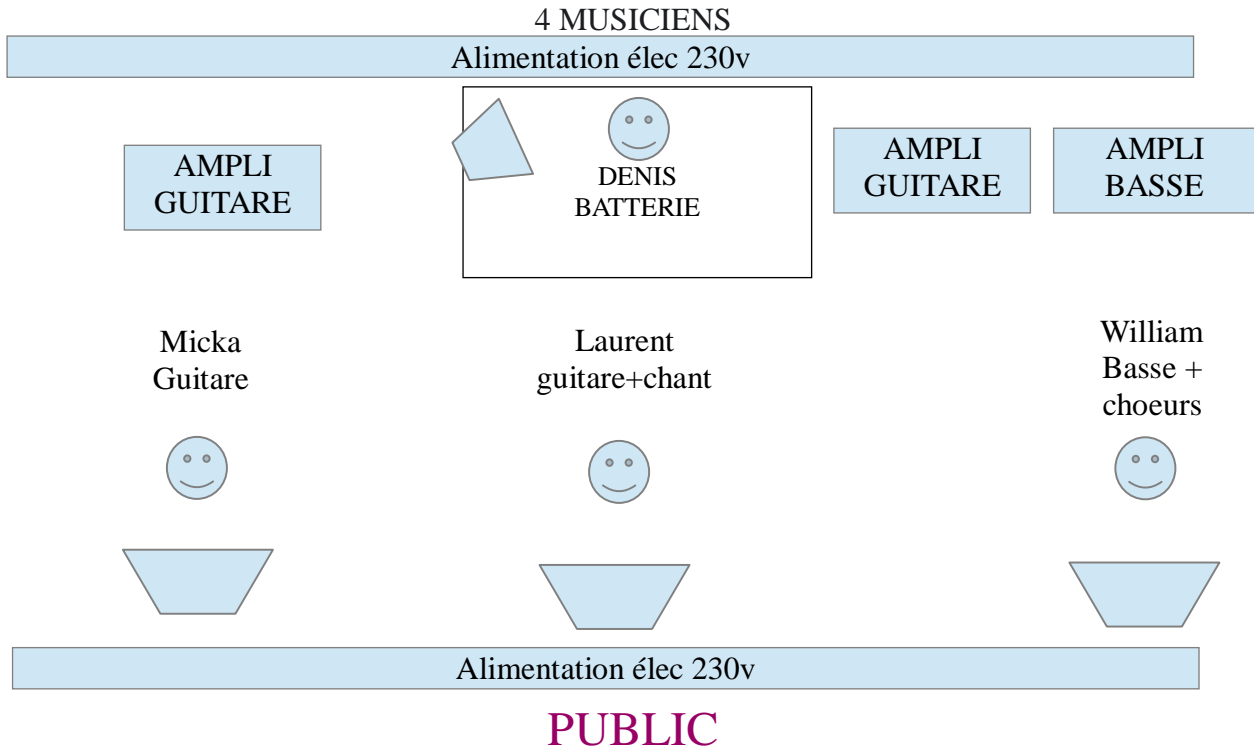 4 MUSICIENS
Alimentation élec 230v
AMPLI
GUITARE
DENIS
BATTERIE
AMPLI
GUITARE
AMPLI
BASSE
Micka
Guitare
Laurent
guitare+chant
William
Basse +
choeurs
Alimentation élec 230v
PUBLIC